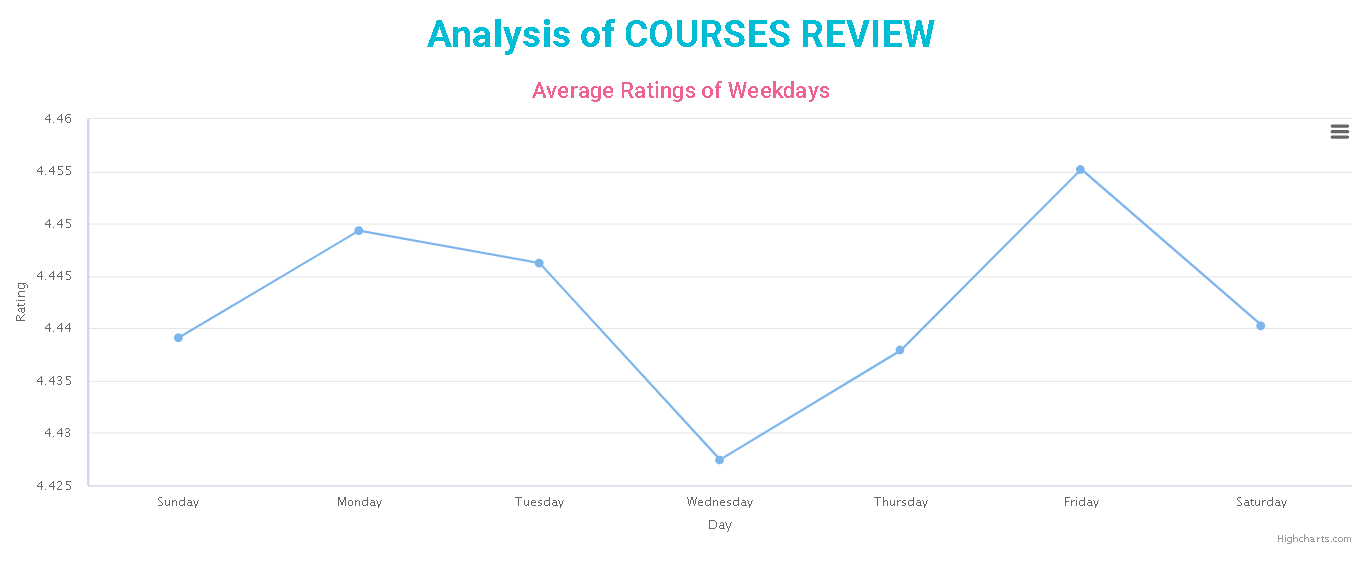 Analysis of COURSES REVIEW
Average Ratings of Weekdays
4.46
4.455
4.45
4.445
4.44
4.435
4.43
4.425
Rating
Sunday Monday Tuesday Wednesday Thursday Friday Saturday
Day
Highcharts.com